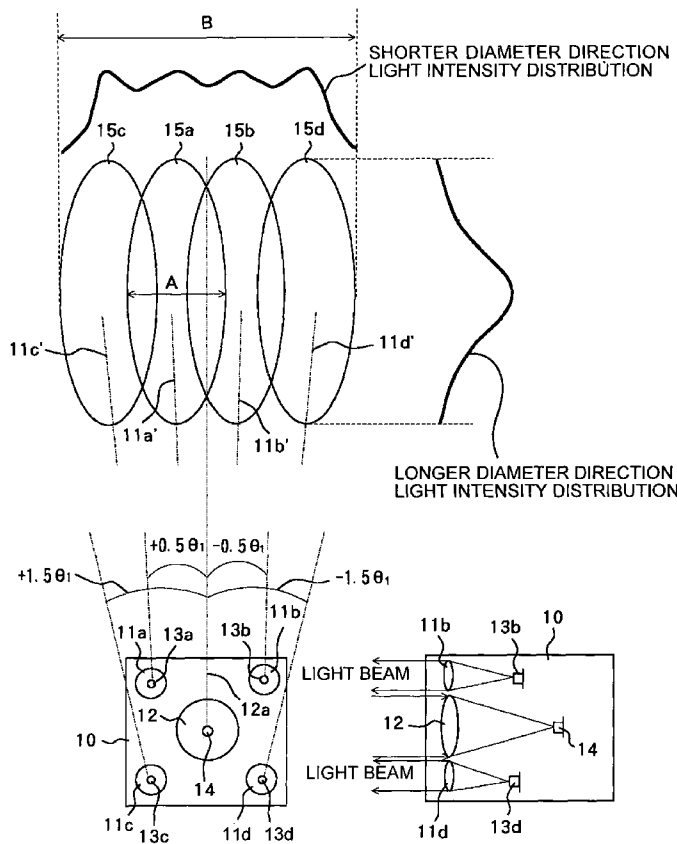 B
SHORTER DIAMETER DIRECTION
LIGHT INTENSITY DISTRIBUTION
15c 15a 15b 15d
A
11c' 11d'
11a' 11b'
LONGER DIAMETER DIRECTION
LIGHT INTENSITY DISTRIBUTION
+0.5θ₁ -0.5θ₁
+1.5θ₁ -1.5θ₁
11a 13a 13b 11b
12 12a
10
14
11c 13c 11d 13d
11b 13b 10
LIGHT BEAM
12
14
LIGHT BEAM
11d 13d